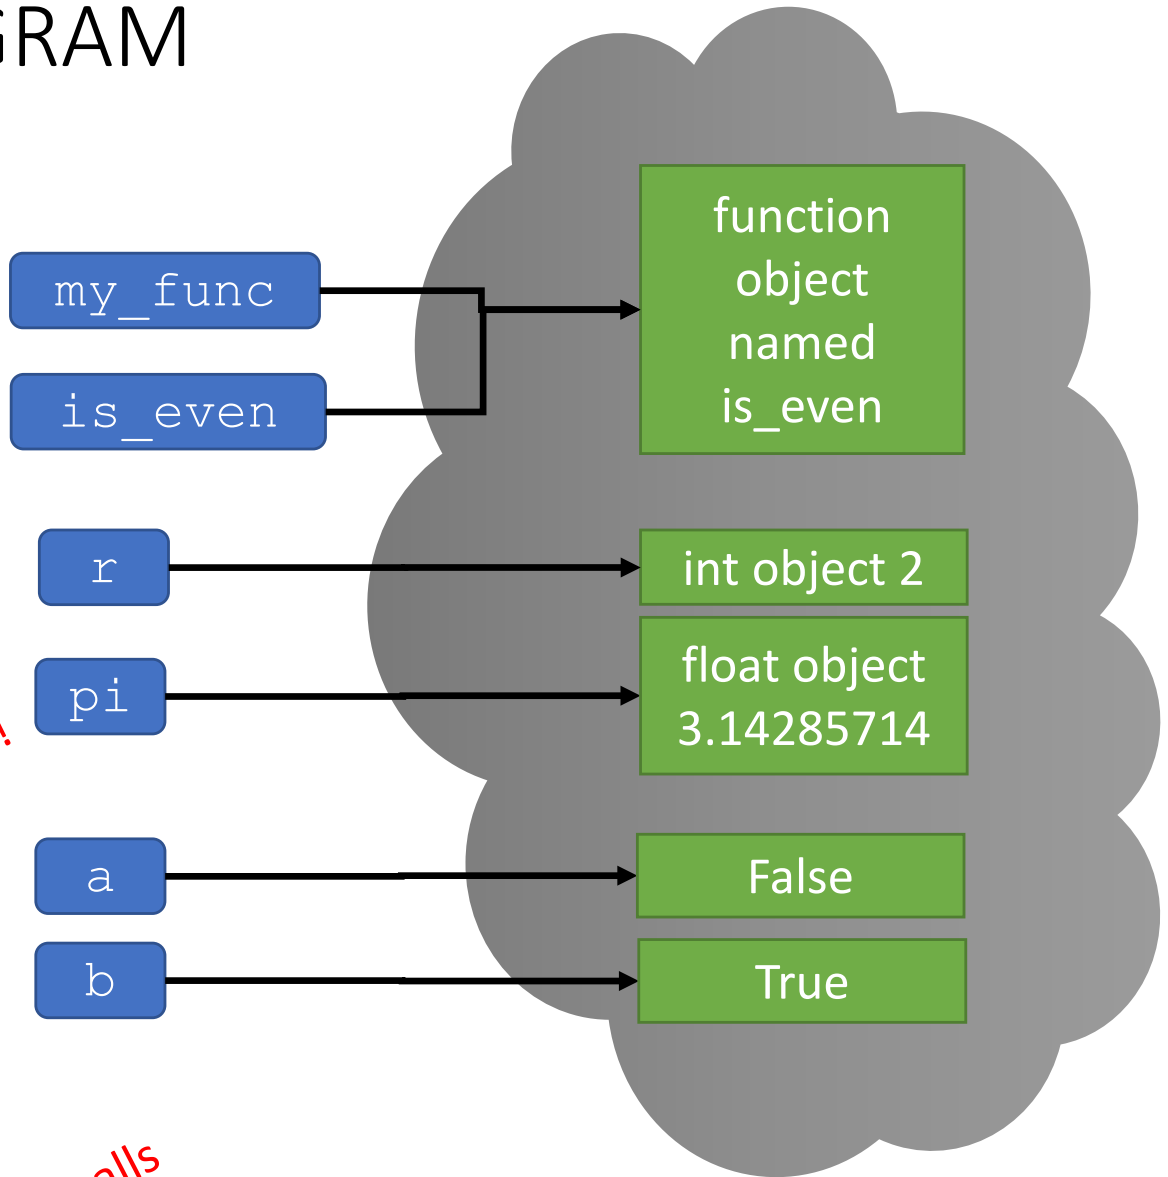 GRAM
function
object
named
is_even
my_func
is_even
r
int object 2
pi
float object
3.14285714
!
a
False
b
True